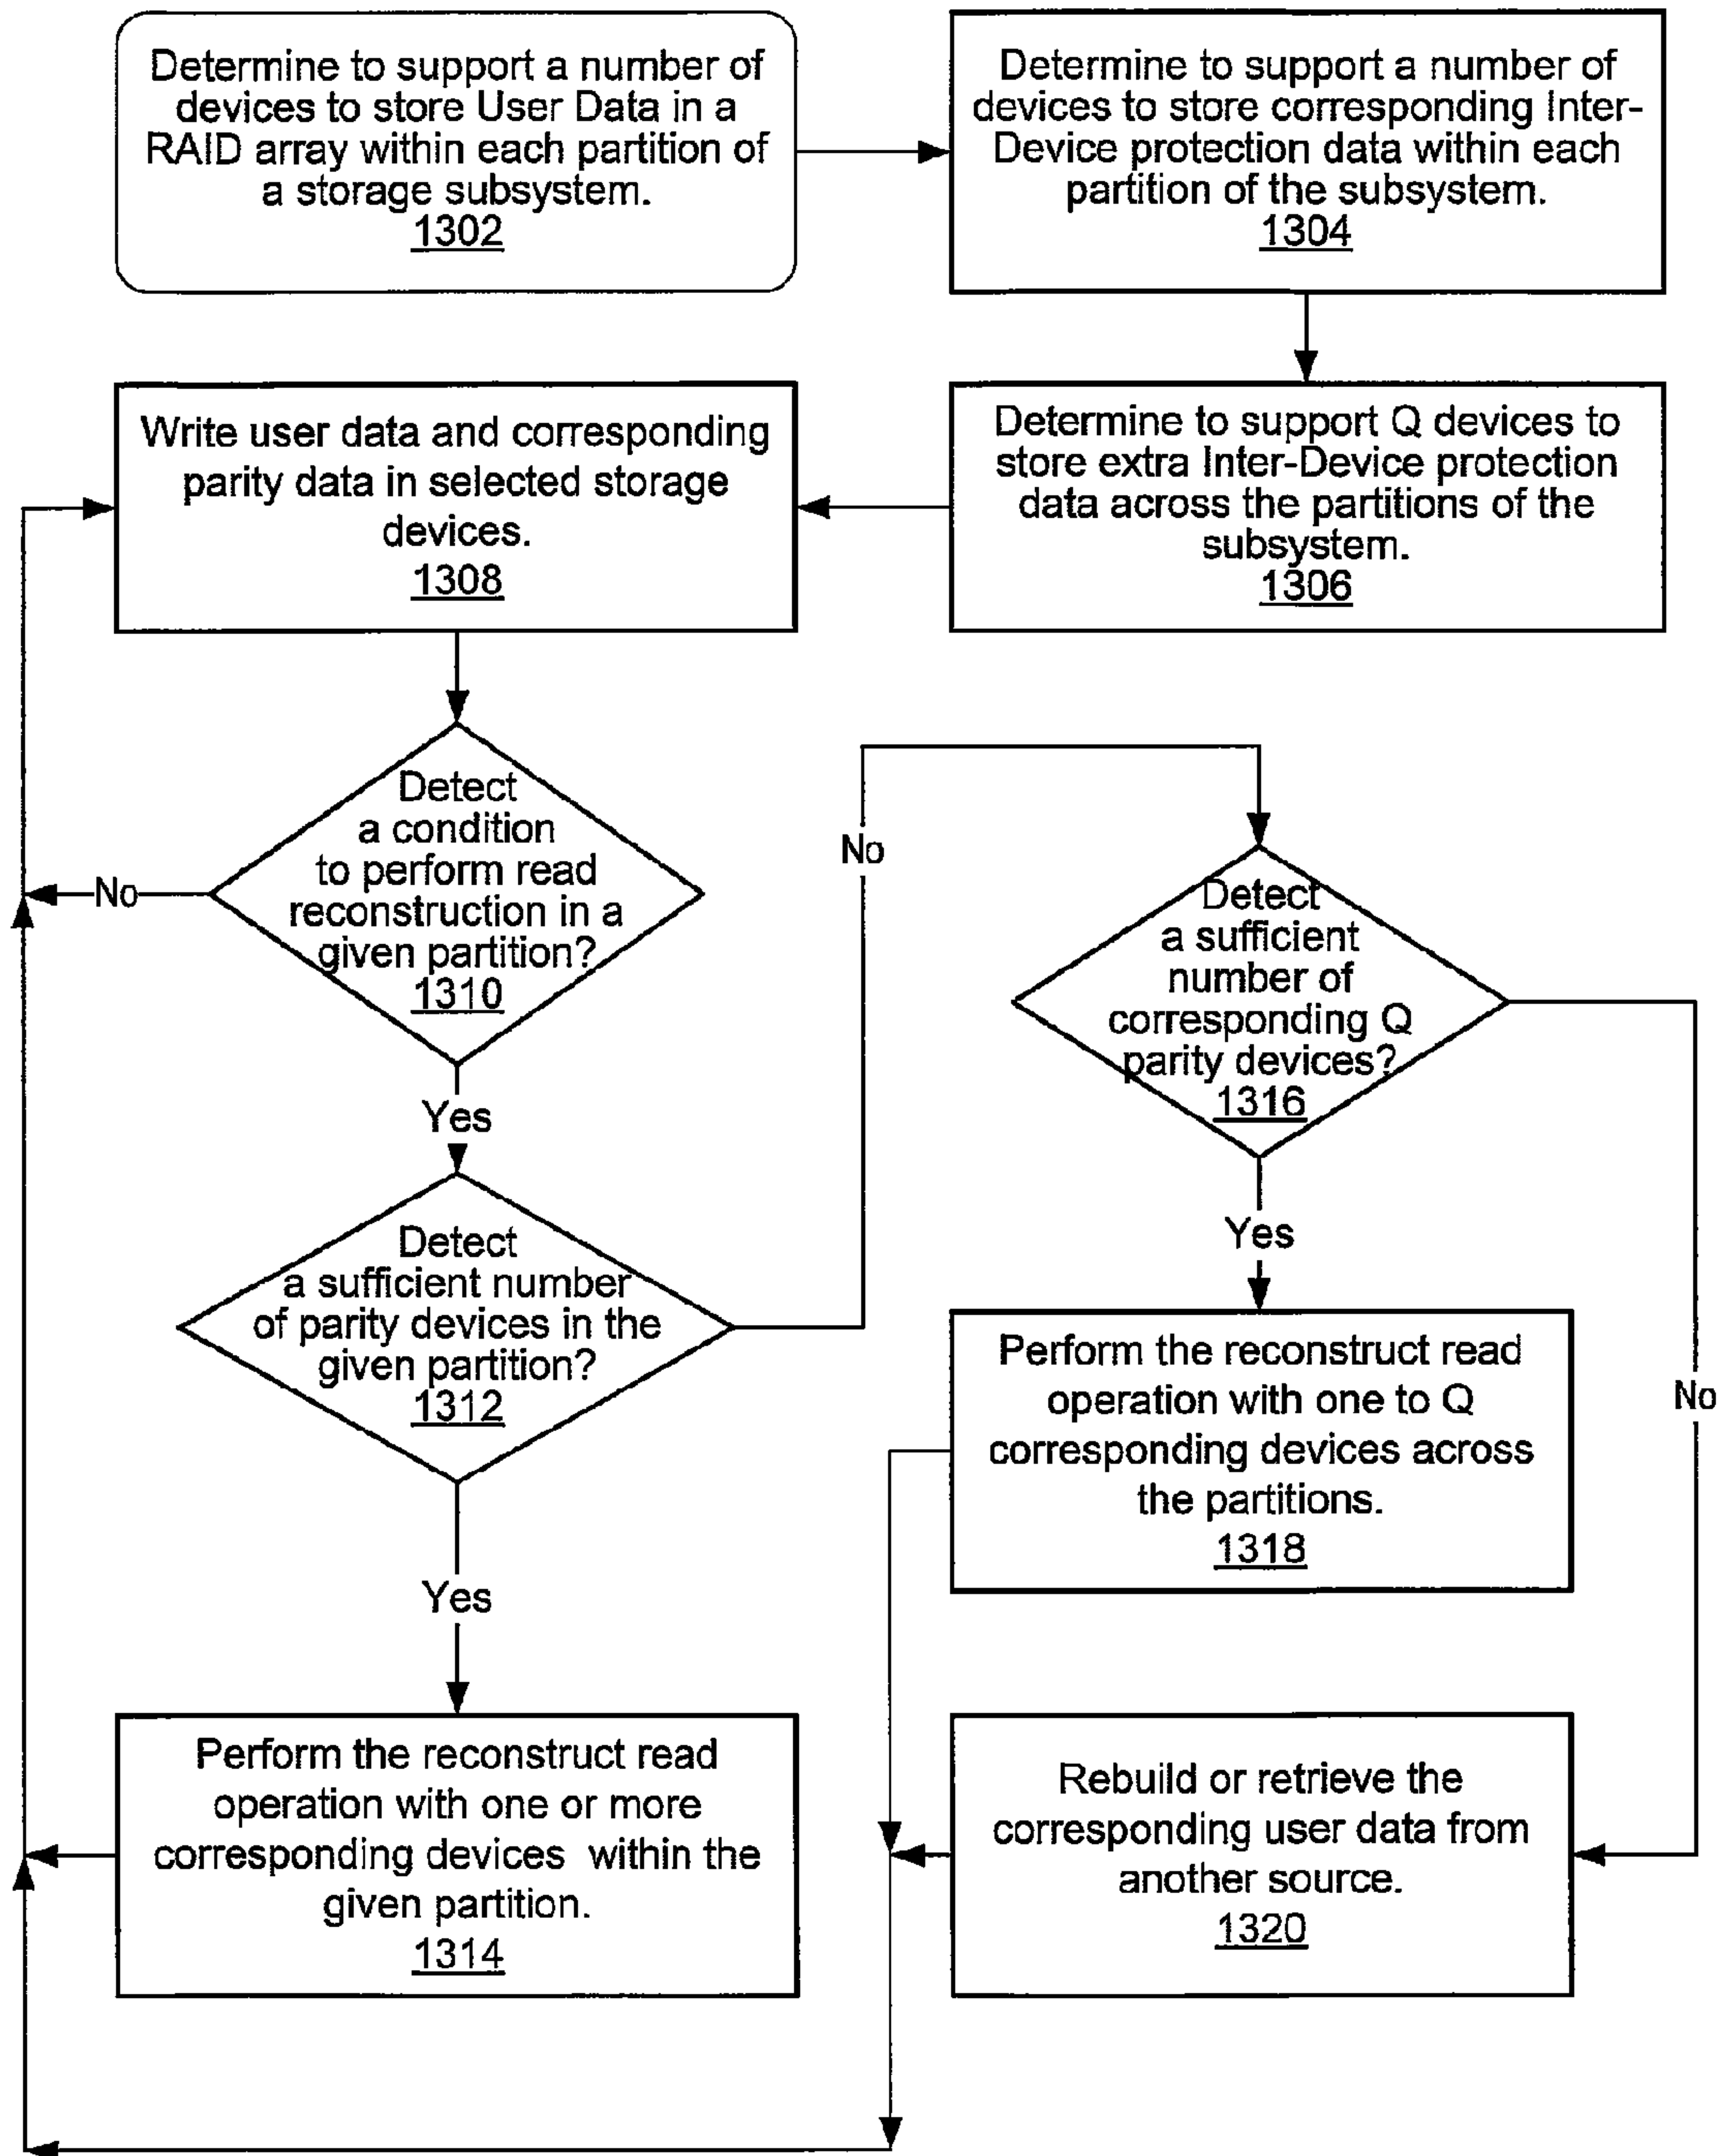 Determine to support a number of
devices to store User Data in a
RAID array within each partition of
a storage subsystem.
1302
Determine to support a number of
devices to store corresponding Inter-
Device protection data within each
partition of the subsystem.
1304
Determine to support Q devices to
store extra Inter-Device protection
data across the partitions of the
subsystem.
1306
Write user data and corresponding
parity data in selected storage
devices.
1308
Detect
a condition
to perform read
reconstruction in a
given partition?
1310
No
Yes
Detect
a sufficient number
of parity devices in the
given partition?
1312
No
Yes
Perform the reconstruct read
operation with one or more
corresponding devices within the
given partition.
1314
Detect
a sufficient
number of
corresponding Q
parity devices?
1316
Yes
No
Perform the reconstruct read
operation with one to Q
corresponding devices across
the partitions.
1318
Rebuild or retrieve the
corresponding user data from
another source.
1320